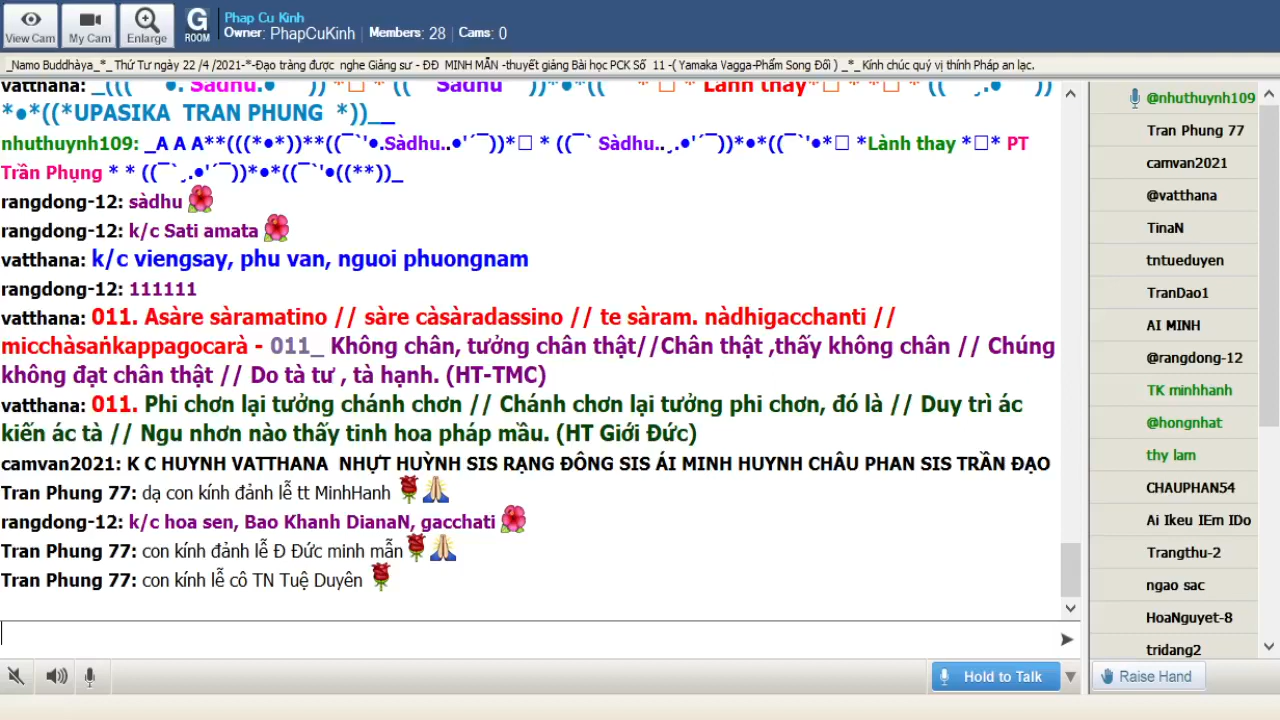 View Cam
My Cam
Enlarge
G
ROOM
Phap Cu Kinh
Owner: PhapCuKinh | Members: 28 | Cams: 0
_Namo Buddhàya_*_ Thứ Tư ngày 22 /4 /2021-*-Đạo tràng được nghe Giảng sư - ĐĐ MINH MẪN -thuyết giảng Bài học PCK Số 11 -( Yamaka Vagga-Phẩm Song Đối ) _*_Kính chúc quý vị thính Pháp an lạc.
*●*((*UPASIKA TRAN PHUNG *))__
nhuthuynh109: _A A A**(((*●*))**((¯`'●.Sàdhu..●'´¯))*□ * ((¯` Sàdhu..¸.●'´¯))*●*((¯`'●*□ *Lành thay *□* PT
Trần Phụng * * ((¯`¸.●'´¯))*●*((¯`'●((**))_
rangdong-12: sàdhu
rangdong-12: k/c Sati amata
vatthana: k/c viengsay, phu van, nguoi phuongnam
rangdong-12: 111111
vatthana: 011. Asàre sàramatino // sàre càsàradassino // te sàram. nàdhigacchanti //
micchàsaṅkappagocarà - 011_ Không chân, tưởng chân thật//Chân thật ,thấy không chân // Chúng
không đạt chân thật // Do tà tư , tà hạnh. (HT-TMC)
vatthana: 011. Phi chơn lại tưởng chánh chơn // Chánh chơn lại tưởng phi chơn, đó là // Duy trì ác
kiến ác tà // Ngu nhơn nào thấy tinh hoa pháp mầu. (HT Giới Đức)
camvan2021: K C HUYNH VATTHANA NHỰT HUỲNH SIS RẠNG ĐÔNG SIS ÁI MINH HUYNH CHÂU PHAN SIS TRẦN ĐẠO
Tran Phung 77: dạ con kính đảnh lễ tt MinhHanh
rangdong-12: k/c hoa sen, Bao Khanh DianaN, gacchati
Tran Phung 77: con kính đảnh lễ Đ Đức minh mẫn
Tran Phung 77: con kính lễ cô TN Tuệ Duyên
Hold to Talk
@nhuthuynh109
Tran Phung 77
camvan2021
@vatthana
TinaN
tntueduyen
TranDao1
AI MINH
@rangdong-12
TK minhhanh
@hongnhat
thy lam
CHAUPHAN54
Ai Ikeu IEm IDo
Trangthu-2
ngao sac
HoaNguyet-8
tridang2
Raise Hand